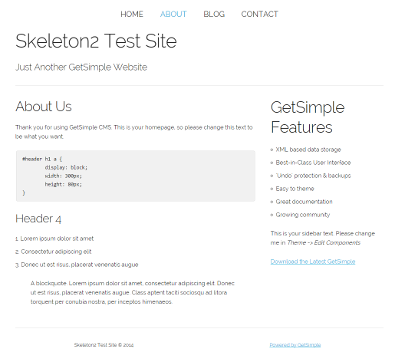 HOME ABOUT BLOG CONTACT
Skeleton2 Test Site
Just Another GetSimple Website
About Us
Thank you for using GetSimple CMS. This is your homepage, so please change this text to
be what you want.
#header h1 a {
display: block;
width: 300px;
height: 80px;
}
Header 4
1. Lorem ipsum dolor sit amet
2. Consectetur adipiscing elit
3. Donec ut est risus, placerat venenatis augue
A blockquote. Lorem ipsum dolor sit amet, consectetur adipiscing elit. Donec
ut est risus, placerat venenatis augue. Class aptent taciti sociosqu ad litora
torquent per conubia nostra, per inceptos himenaeos.
GetSimple
Features
XML based data storage
Best-in-Class User Interface
'Undo' protection & backups
Easy to theme
Great documentation
Growing community
This is your sidebar text. Please change
me in Theme -> Edit Components
Download the Latest GetSimple
Skeleton2 Test Site ©
Powered by GetSimple